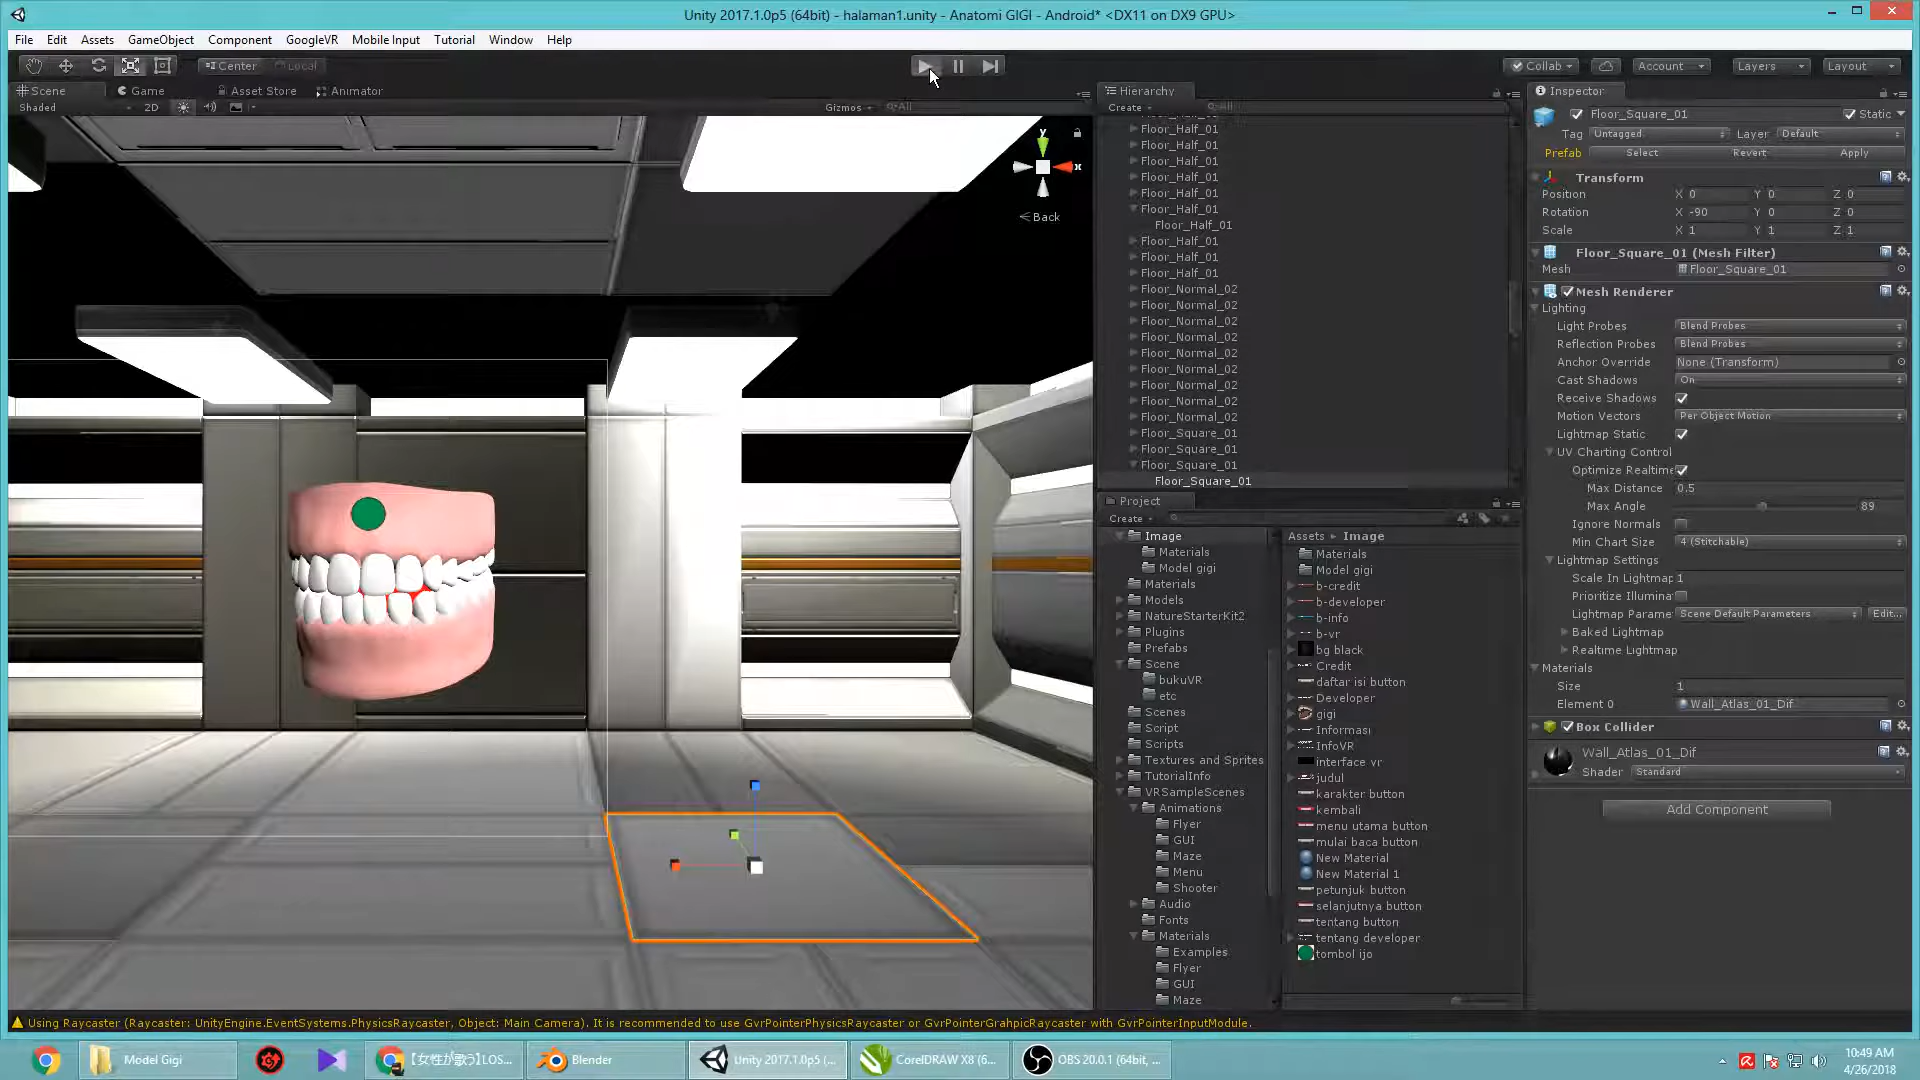 Unity 2017.1.0p5 (64bit) - halaman1.unity - Anatomi GIGI - Android* <DX11 on DX9 GPU>
File Edit Assets GameObject Component GoogleVR Mobile Input Tutorial Window Help
Center Local
Collab Account Layers Layout
Scene Game Asset Store Animator
Shaded 2D Gizmos All
y
x
Back
Hierarchy
Create All
Floor_Half_01
Floor_Half_01
Floor_Half_01
Floor_Half_01
Floor_Half_01
Floor_Half_01
Floor_Half_01
Floor_Half_01
Floor_Half_01
Floor_Half_01
Floor_Normal_02
Floor_Normal_02
Floor_Normal_02
Floor_Normal_02
Floor_Normal_02
Floor_Normal_02
Floor_Normal_02
Floor_Normal_02
Floor_Normal_02
Floor_Square_01
Floor_Square_01
Floor_Square_01
Floor_Square_01
Project
Create
Image
Materials
Model gigi
Materials
Models
NatureStarterKit2
Plugins
Prefabs
Scene
bukuVR
etc
Scenes
Script
Scripts
Textures and Sprites
TutorialInfo
VRSampleScenes
Animations
Flyer
GUI
Maze
Menu
Shooter
Audio
Fonts
Materials
Examples
Flyer
GUI
Maze
Assets Image
Materials
Model gigi
b-credit
b-developer
b-info
b-vr
bg black
Credit
daftar isi button
Developer
gigi
Informasi
InfoVR
interface vr
judul
karakter button
kembali
menu utama button
mulai baca button
New Material
New Material 1
petunjuk button
selanjutnya button
tentang button
tentang developer
tombol ijo
Inspector
Floor_Square_01 Static
Tag Untagged Layer Default
Prefab Select Revert Apply
Transform
Position X 0 Y 0 Z 0
Rotation X -90 Y 0 Z 0
Scale X 1 Y 1 Z 1
Floor_Square_01 (Mesh Filter)
Mesh Floor_Square_01
Mesh Renderer
Lighting
Light Probes Blend Probes
Reflection Probes Blend Probes
Anchor Override None (Transform)
Cast Shadows On
Receive Shadows
Motion Vectors Per Object Motion
Lightmap Static
UV Charting Control
Optimize Realtime
Max Distance 0.5
Max Angle 89
Ignore Normals
Min Chart Size 4 (Stitchable)
Lightmap Settings
Scale In Lightmap 1
Prioritize Illumina
Lightmap Parame Scene Default Parameters Edit...
Baked Lightmap
Realtime Lightmap
Materials
Size 1
Element 0 Wall_Atlas_01_Dif
Box Collider
Wall_Atlas_01_Dif
Shader Standard
Add Component
Using Raycaster (Raycaster: UnityEngine.EventSystems.PhysicsRaycaster, Object: Main Camera). It is recommended to use GvrPointerPhysicsRaycaster or GvrPointerGrahpicRaycaster with GvrPointerInputModule.
Model Gigi
【女性が歌う】LOS...
Blender
Unity 2017.1.0p5 (...
CorelDRAW X8 (6...
OBS 20.0.1 (64bit, ...
10:49 AM
4/26/2018